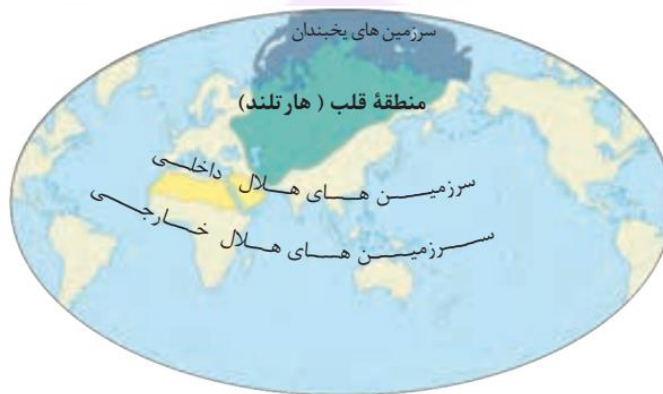 سرزمین های یخبندان
منطقهٔ قلب ( هارتلند)
سرزمین های هلال داخلی
سرزمین های هلال خارجی